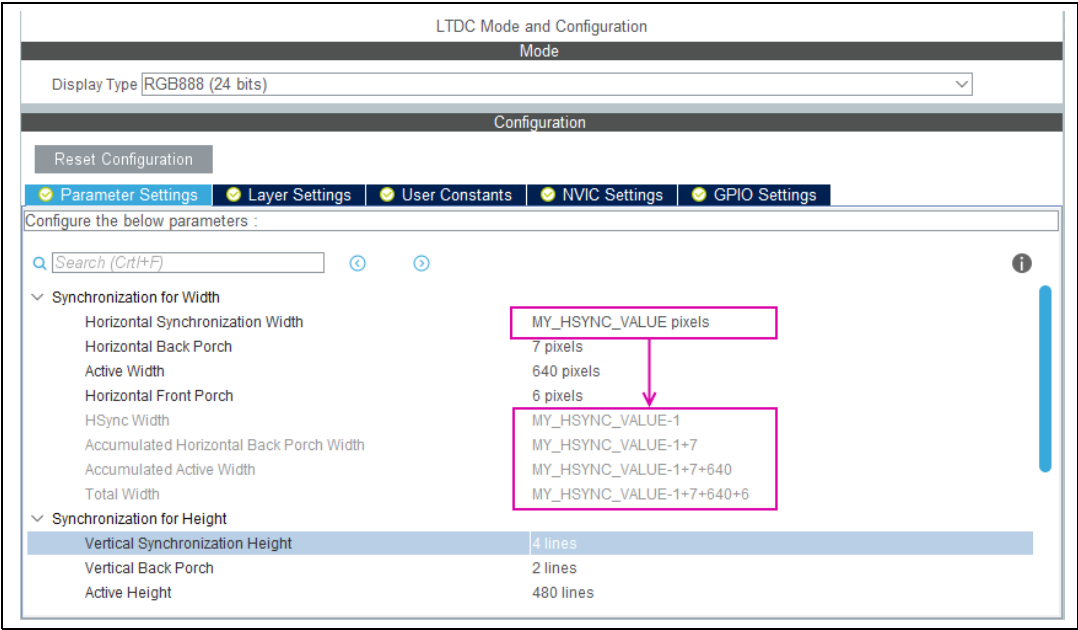 LTDC Mode and Configuration
Mode
Display Type RGB888 (24 bits)
Configuration
Reset Configuration
Parameter Settings Layer Settings User Constants NVIC Settings GPIO Settings
Configure the below parameters :
Search (Crtl+F)
Synchronization for Width
Horizontal Synchronization Width MY_HSYNC_VALUE pixels
Horizontal Back Porch 7 pixels
Active Width 640 pixels
Horizontal Front Porch 6 pixels
HSync Width MY_HSYNC_VALUE-1
Accumulated Horizontal Back Porch Width MY_HSYNC_VALUE-1+7
Accumulated Active Width MY_HSYNC_VALUE-1+7+640
Total Width MY_HSYNC_VALUE-1+7+640+6
Synchronization for Height
Vertical Synchronization Height 4 lines
Vertical Back Porch 2 lines
Active Height 480 lines